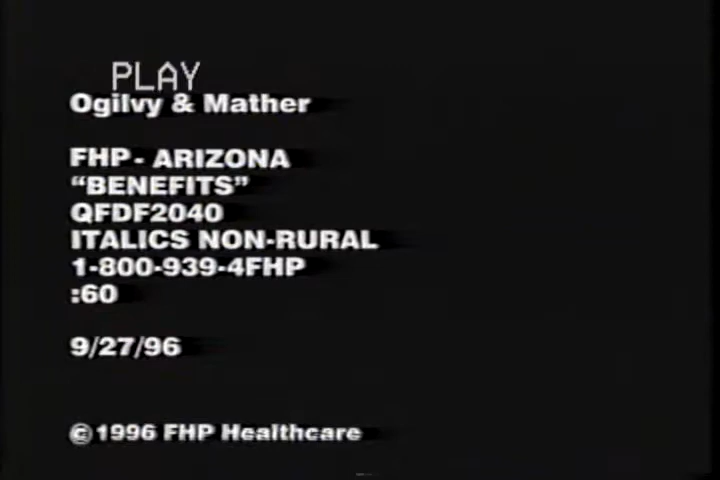 PLAY
Ogilvy & Mather
FHP- ARIZONA
“BENEFITS”
QFDF2040
ITALICS NON-RURAL
1-800-939-4FHP
:60
9/27/96
©1996 FHP Healthcare